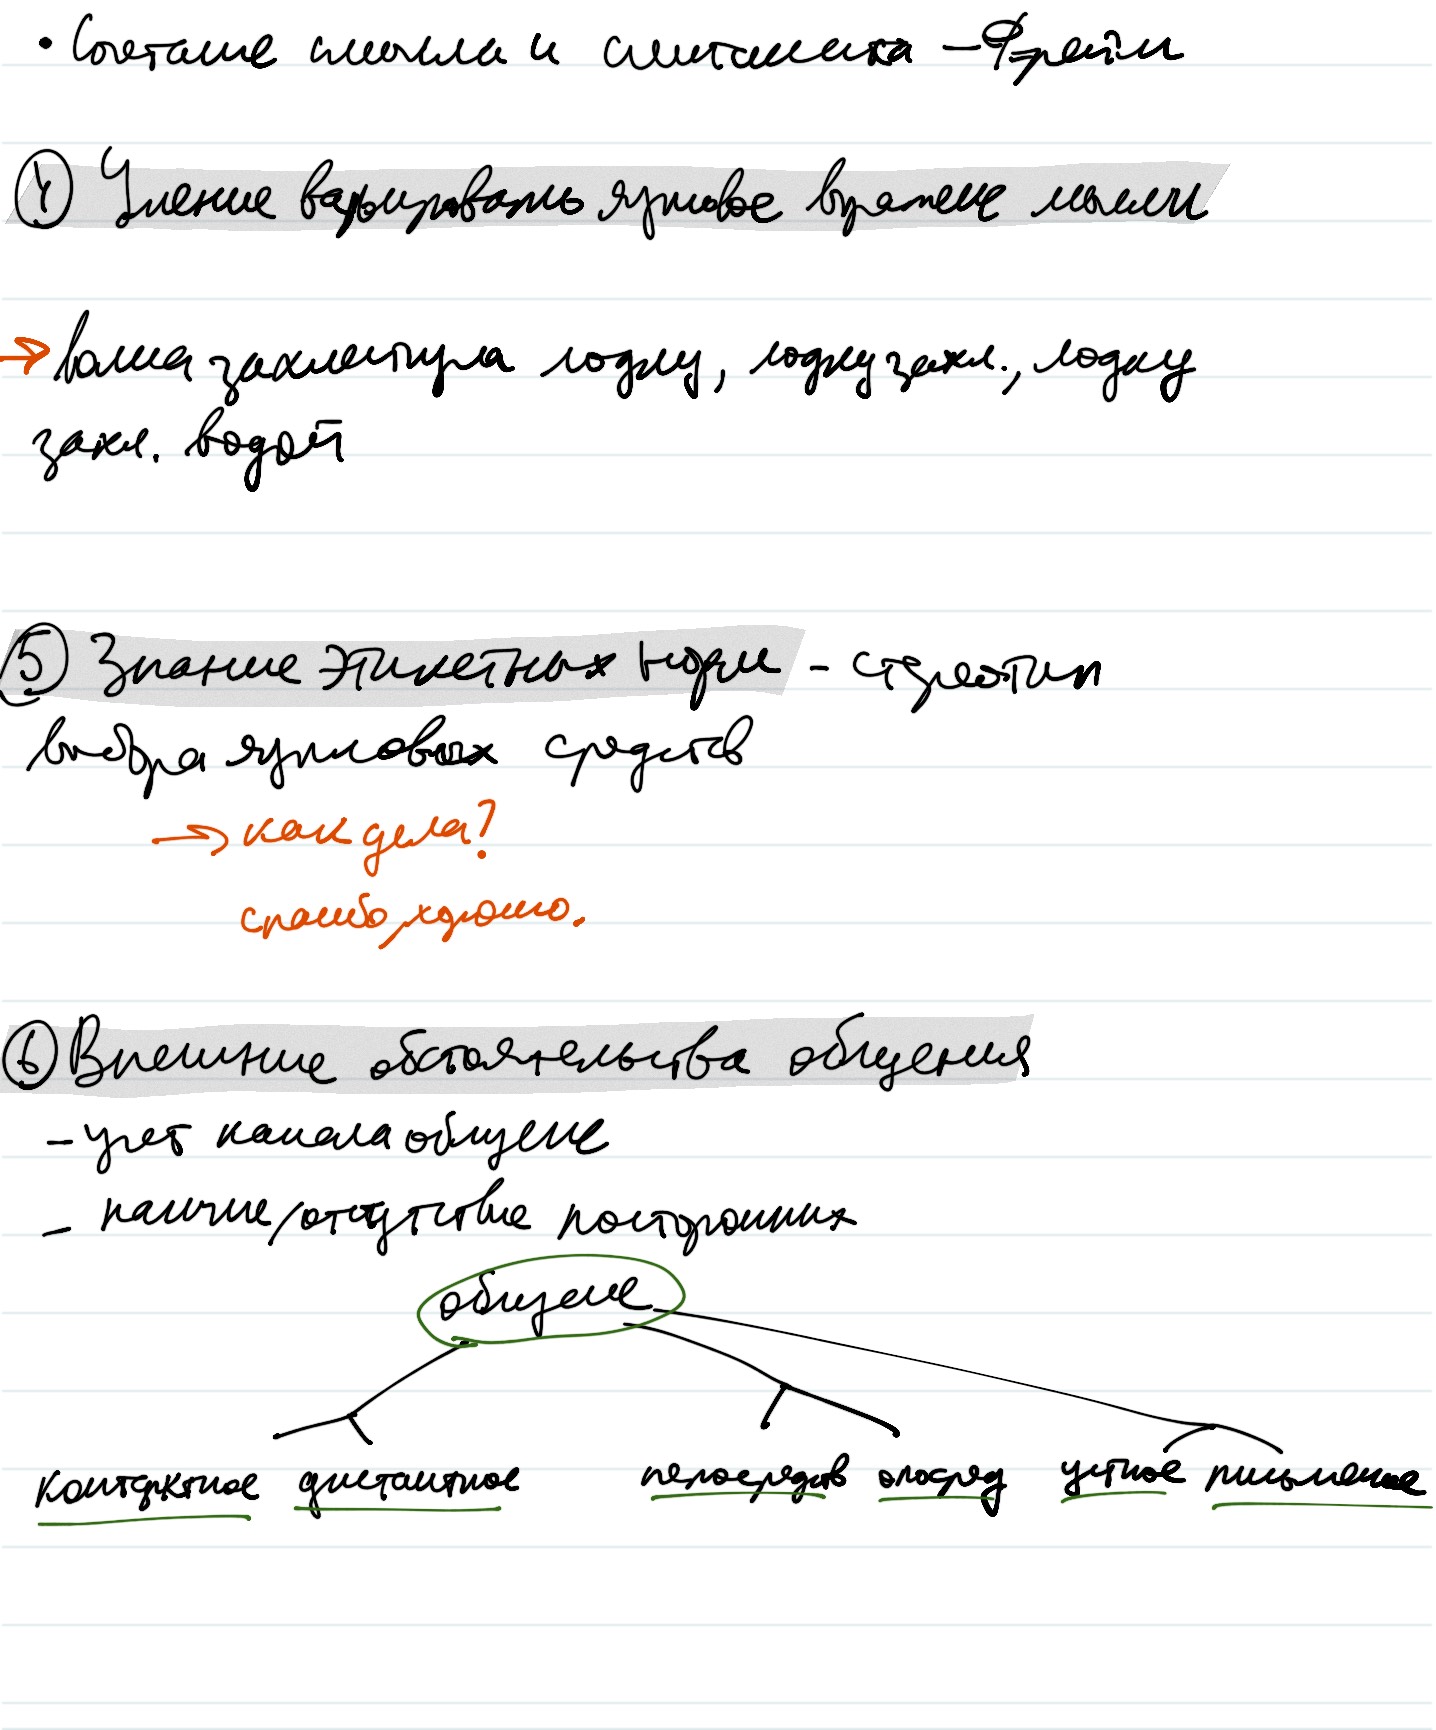 • Сочетание смысла и синтаксиса – Фрейм
④ Умение варьировать языковое выражение мысли
→ волна захлестнула лодку, лодку захл., лодку
захл. водой
⑤ Знание этикетных норм – стереотип
выбора языковых средств
→ как дела?
спасибо, хорошо.
⑥ Внешние обстоятельства общения
– учет канала общение
– наличие/отсутствие посторонних
общение
контактное дистантное непосредств опосред устное письменное